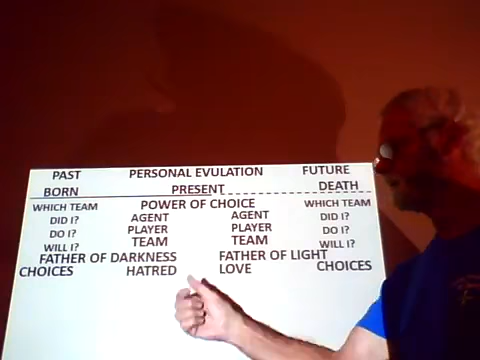 PAST PERSONAL EVULATION FUTURE
BORN PRESENT DEATH
WHICH TEAM POWER OF CHOICE WHICH TEAM
DID I? AGENT AGENT DID I?
DO I? PLAYER PLAYER DO I?
WILL I? TEAM TEAM WILL I?
FATHER OF DARKNESS FATHER OF LIGHT
CHOICES HATRED LOVE CHOICES